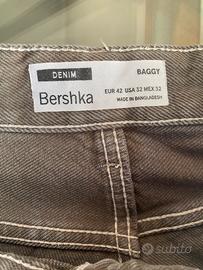 DENIM
BAGGY
Bershka
EUR 42 USA 32 MEX 32
MADE IN BANGLADESH
subito